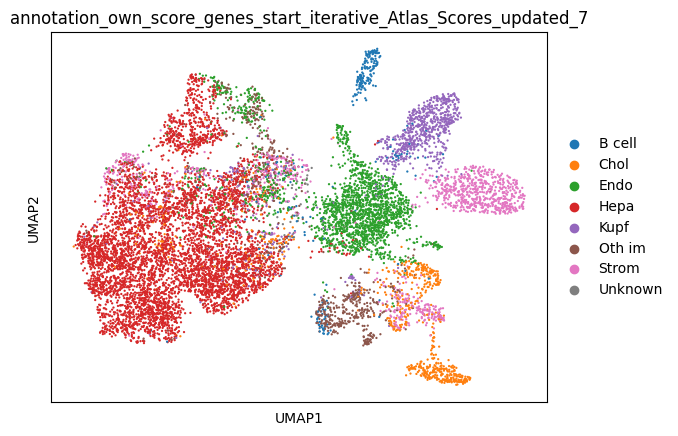 annotation_own_score_genes_start_iterative_Atlas_Scores_updated_7
UMAP2
UMAP1
B cell
Chol
Endo
Hepa
Kupf
Oth im
Strom
Unknown